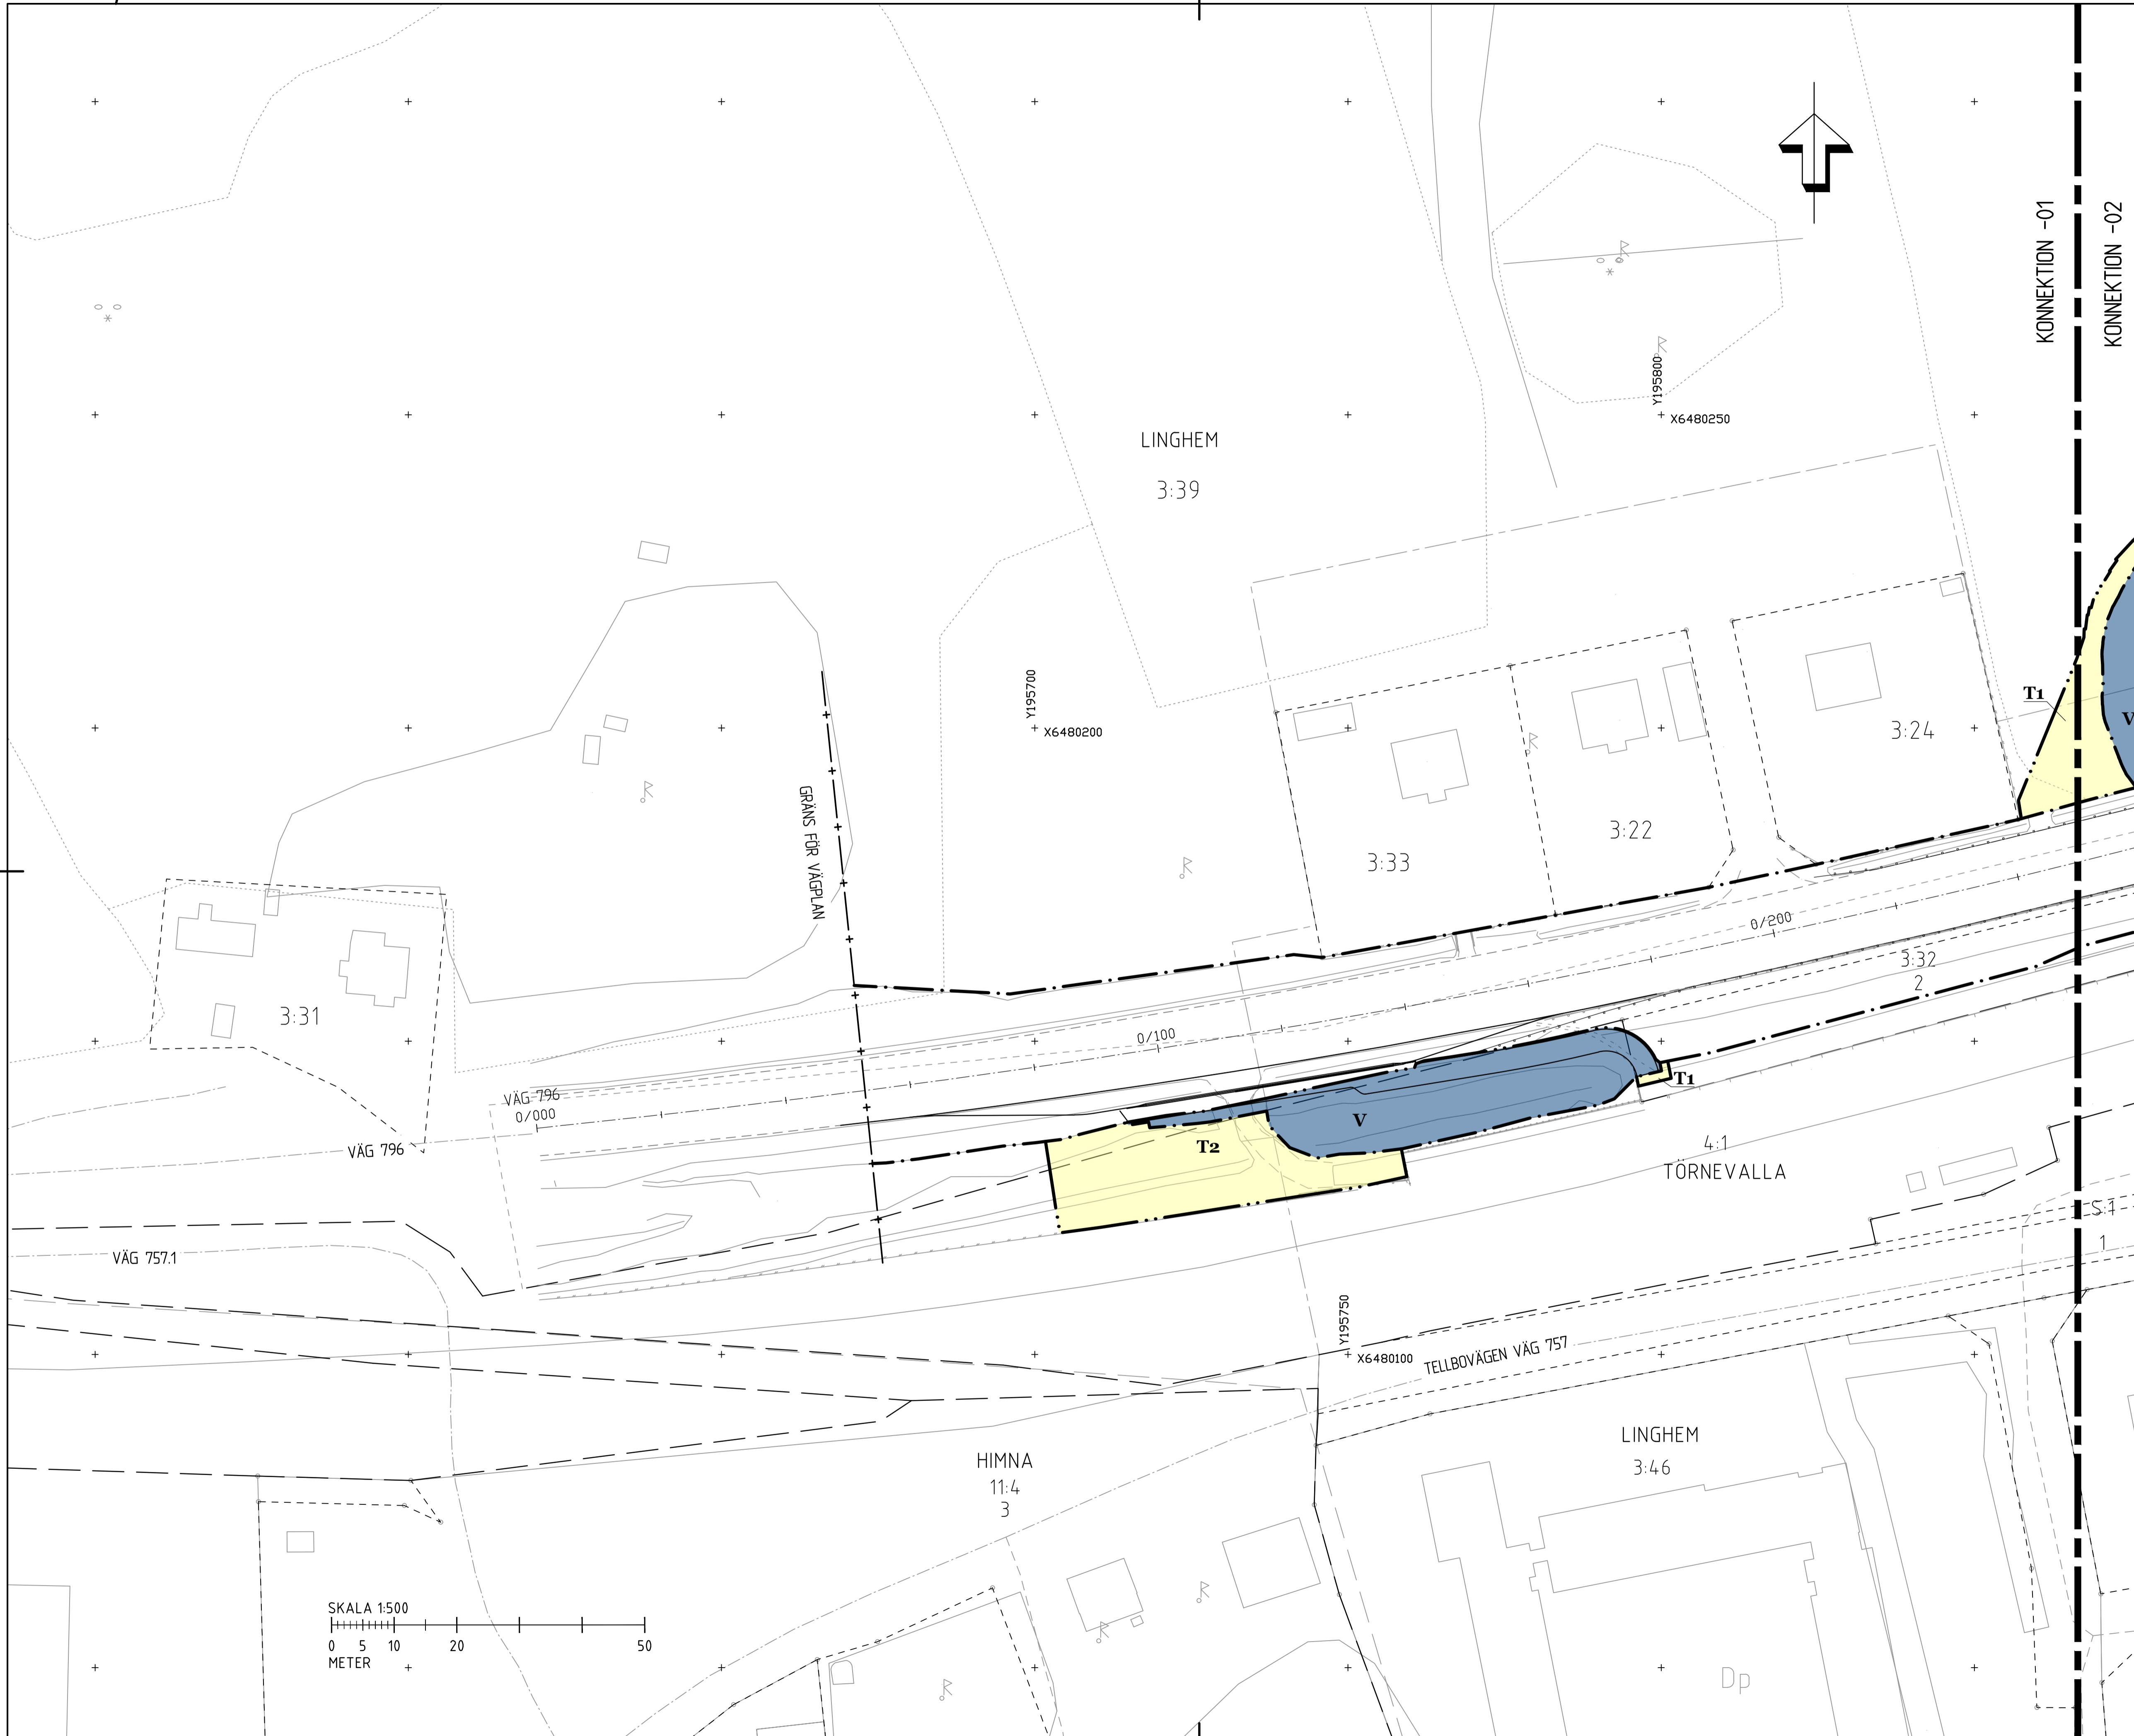 KONNEKTION -01
KONNEKTION -02
Y195800
X6480250
LINGHEM
3:39
T1
V
Y195700
X6480200
3:24
GRÄNS FÖR VÄGPLAN
3:22
3:33
0/200
3:32
2
3:31
0/100
T1
VÄG 796
0/000
V
T2
VÄG 796
4:1
TÖRNEVALLA
S:1
1
VÄG 757.1
Y195750
X6480100
TELLBOVÄGEN VÄG 757
LINGHEM
3:46
HIMNA
11:4
3
SKALA 1:500
0 5 10 20 50
METER
Dp